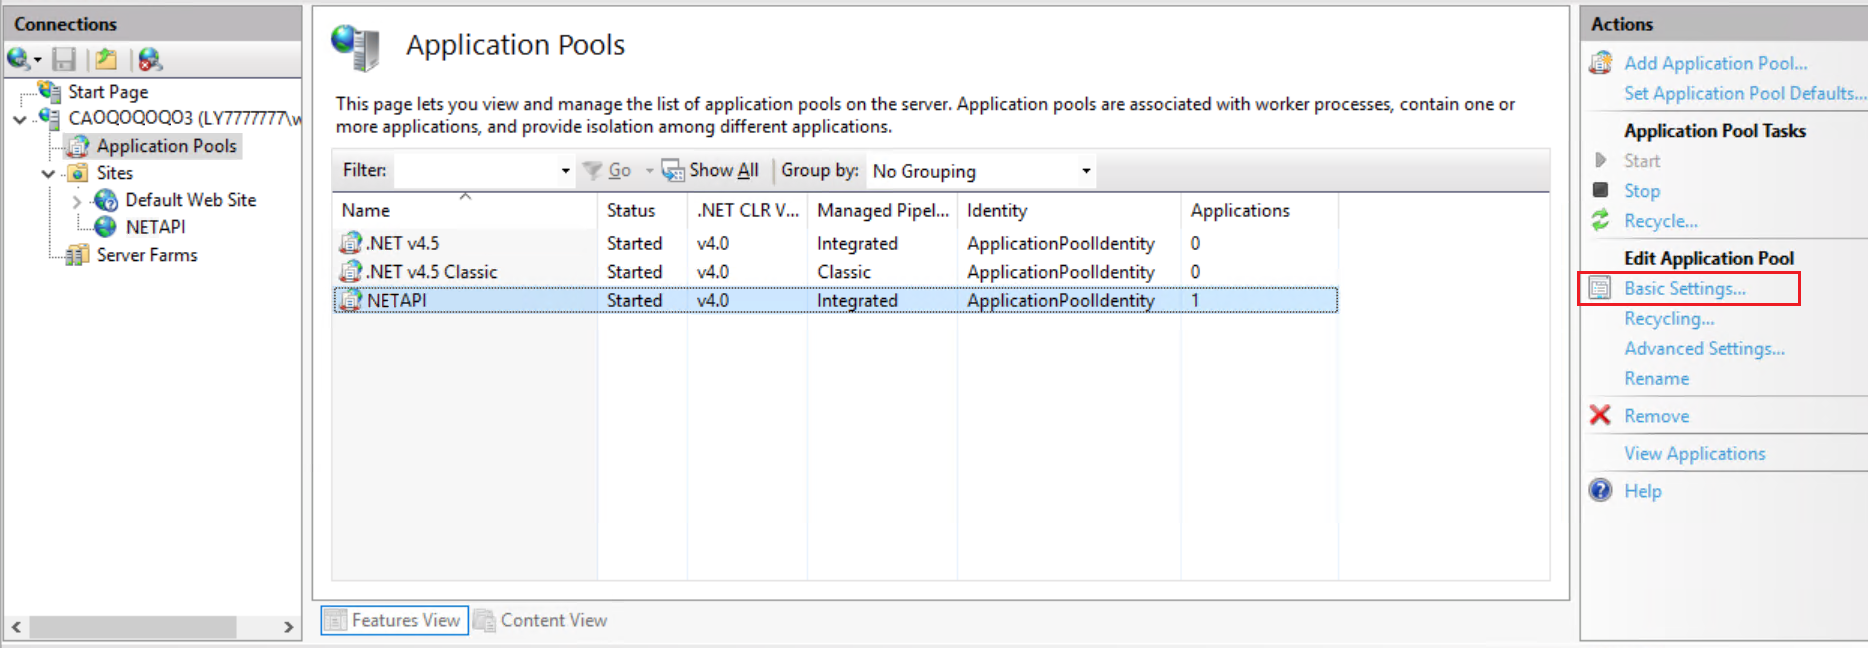 Connections
Start Page
CAOQOQOQO3 (LY7777777\w
Application Pools
Sites
Default Web Site
NETAPI
Server Farms
Application Pools
This page lets you view and manage the list of application pools on the server. Application pools are associated with worker processes, contain one or
more applications, and provide isolation among different applications.
Filter: Go Show All Group by: No Grouping
Name Status .NET CLR V... Managed Pipel... Identity Applications
.NET v4.5 Started v4.0 Integrated ApplicationPoolIdentity 0
.NET v4.5 Classic Started v4.0 Classic ApplicationPoolIdentity 0
NETAPI Started v4.0 Integrated ApplicationPoolIdentity 1
Features View Content View
Actions
Add Application Pool...
Set Application Pool Defaults...
Application Pool Tasks
Start
Stop
Recycle...
Edit Application Pool
Basic Settings...
Recycling...
Advanced Settings...
Rename
Remove
View Applications
Help